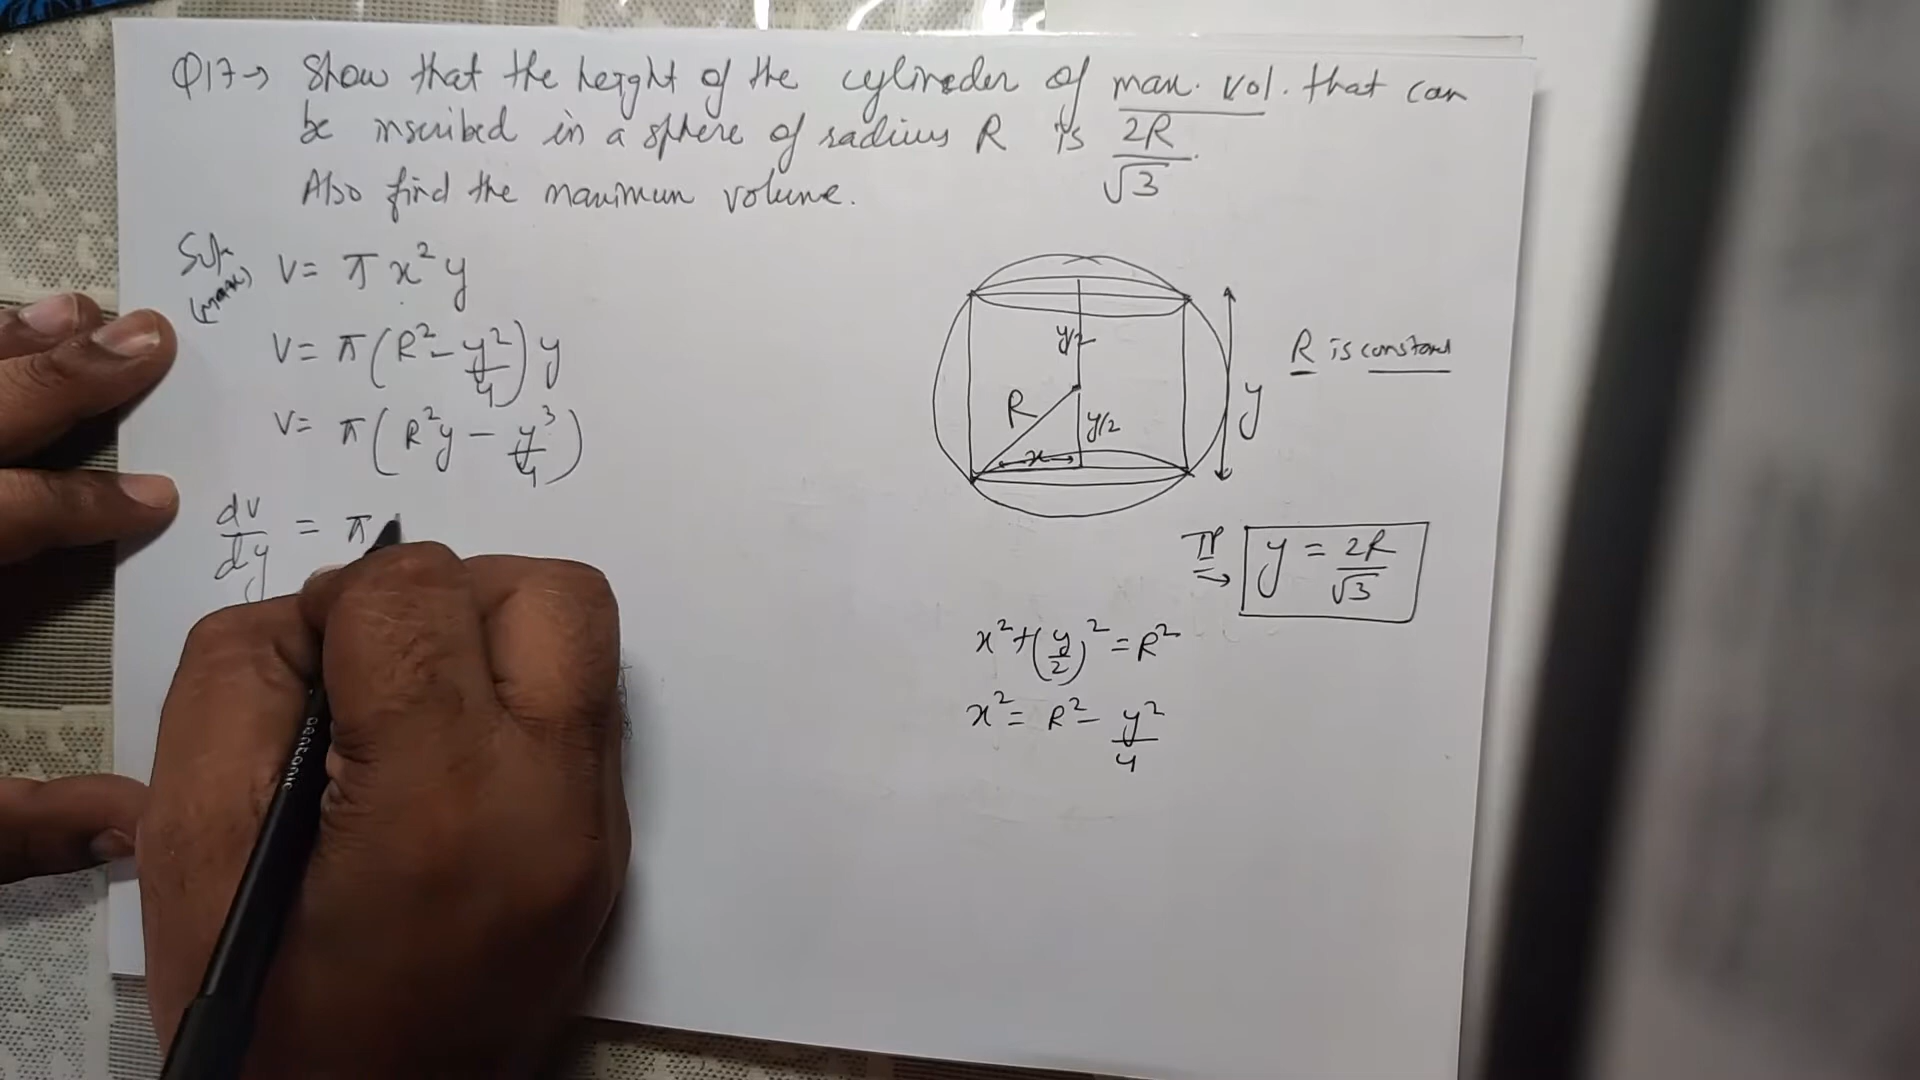 Q17→ Show that the height of the cylinder of max. vol. that can
be inscribed in a sphere of radius R is 2R/√3.
Also find the maximum volume.
Sol
(max)
V = πx²y
V = π(R² - y²/4)y
V = π(R²y - y³/4)
dv/dy = π
y/2
R
y/2
x
y
R is constant
TP → y = 2R/√3
x² + (y/2)² = R²
x² = R² - y²/4
pentonic